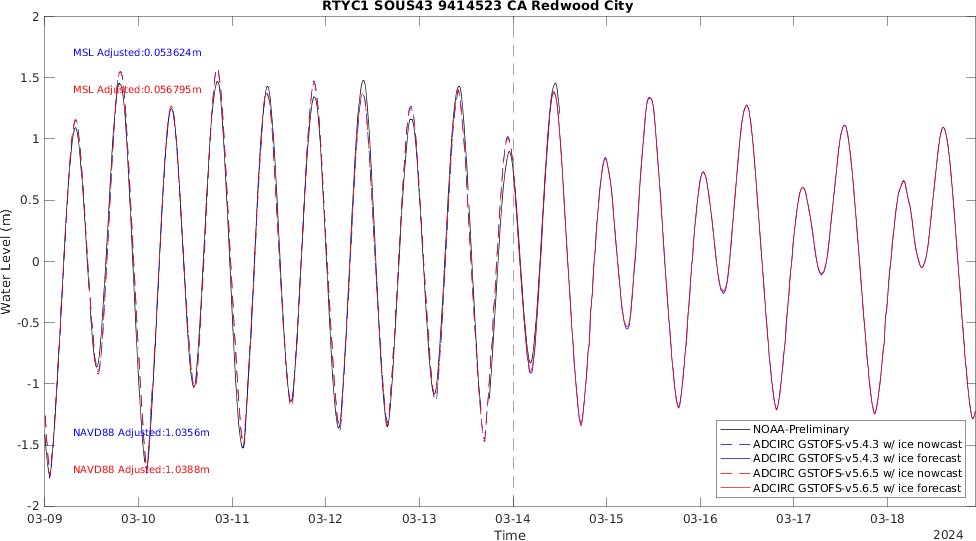 RTYC1 SOUS43 9414523 CA Redwood City
2
1.5
1
0.5
0
-0.5
-1
-1.5
-2
Water Level (m)
MSL Adjusted:0.053624m
MSL Adjusted:0.056795m
NAVD88 Adjusted:1.0356m
NAVD88 Adjusted:1.0388m
NOAA-Preliminary
ADCIRC GSTOFS-v5.4.3 w/ ice nowcast
ADCIRC GSTOFS-v5.4.3 w/ ice forecast
ADCIRC GSTOFS-v5.6.5 w/ ice nowcast
ADCIRC GSTOFS-v5.6.5 w/ ice forecast
03-09 03-10 03-11 03-12 03-13 03-14 03-15 03-16 03-17 03-18
Time
2024